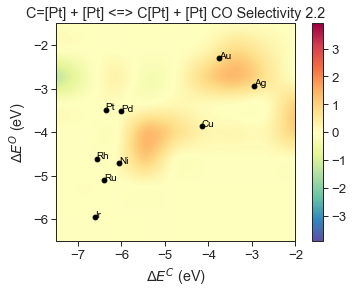 C=[Pt] + [Pt] <=> C[Pt] + [Pt] CO Selectivity 2.2
−2
−3
−4
−5
−6
ΔE^O (eV)
Au
Ag
Pt
Pd
Cu
Rh
Ni
Ru
Ir
−7
−6
−5
−4
−3
−2
ΔE^C (eV)
3
2
1
0
−1
−2
−3